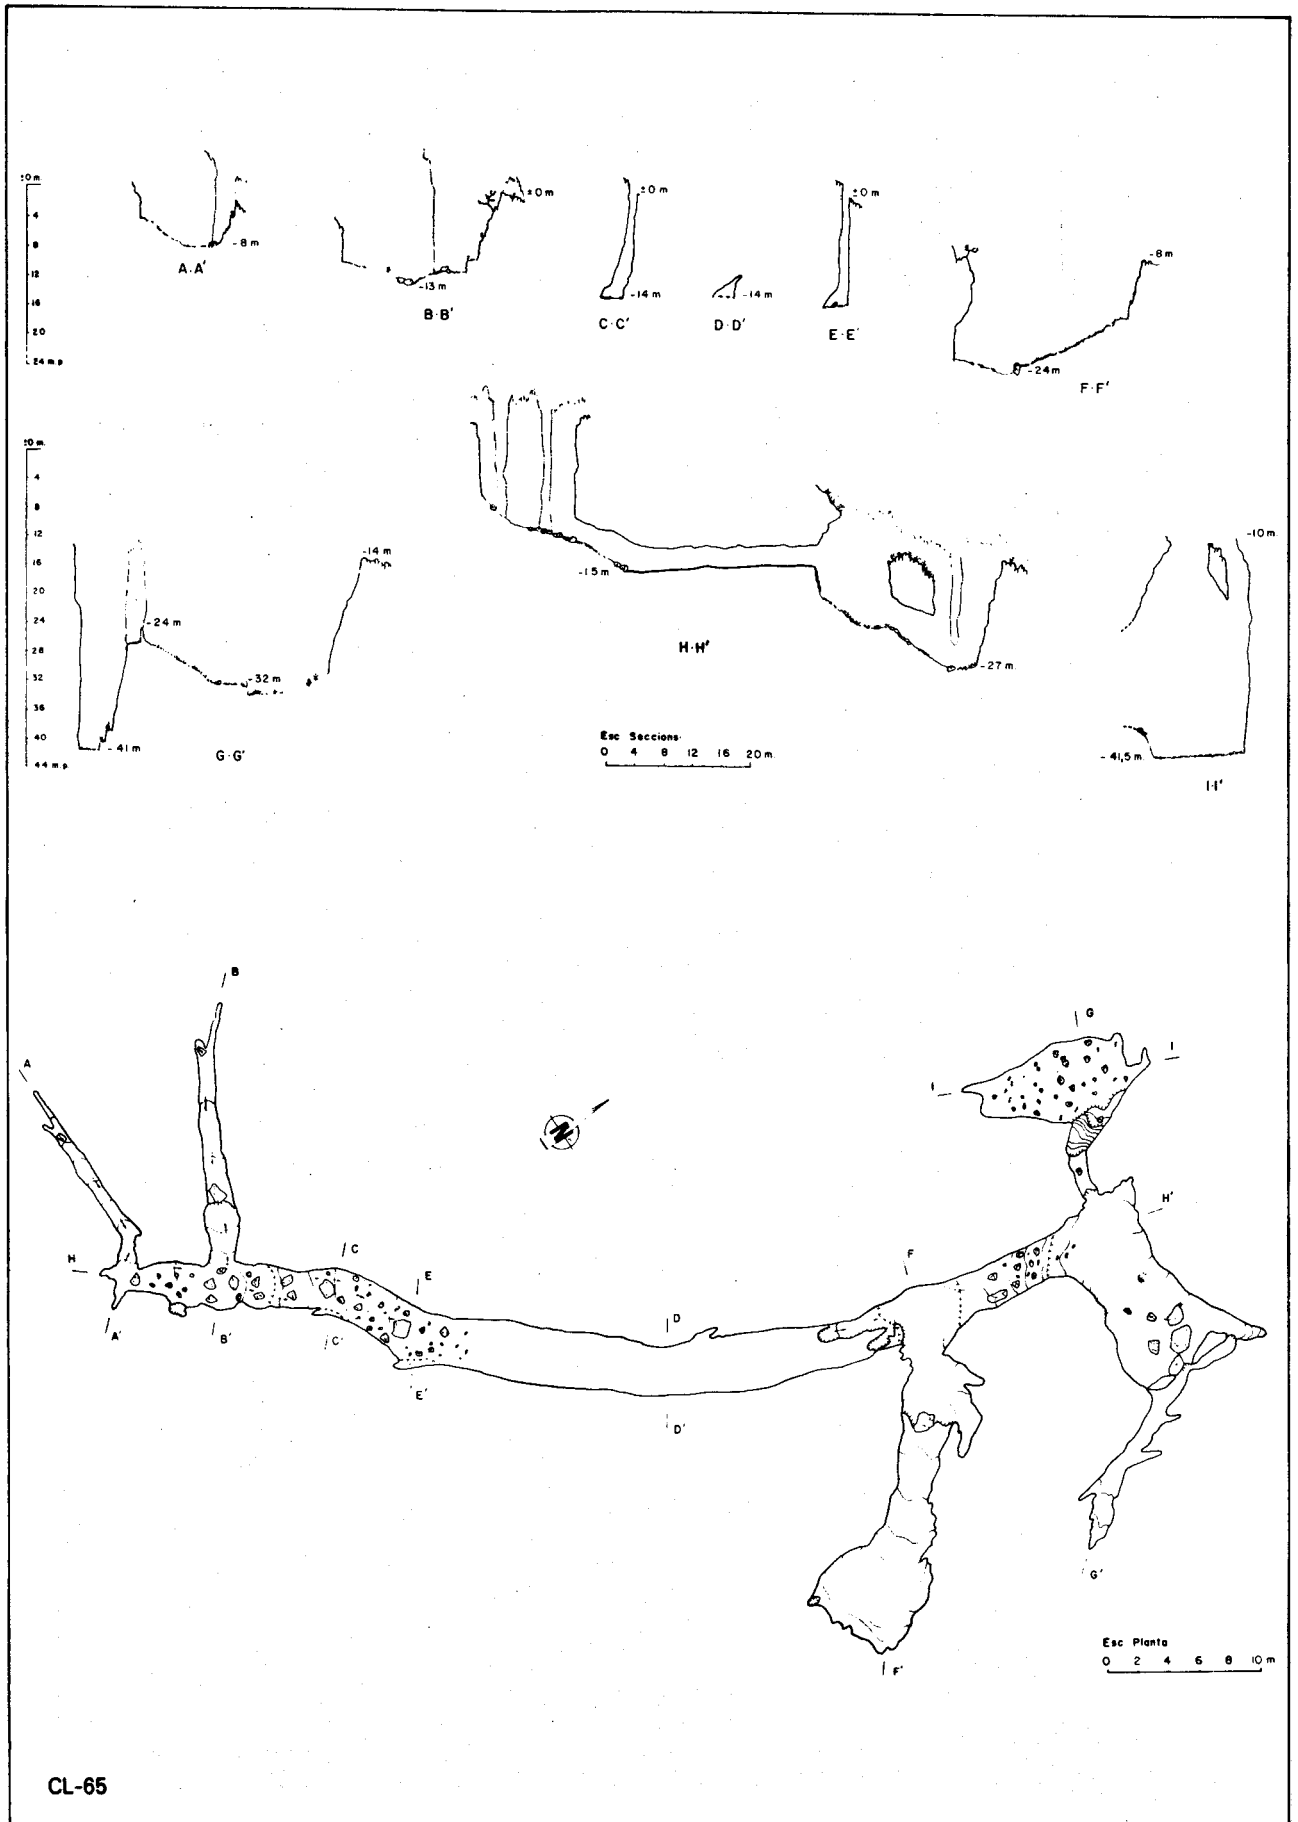 ±0m.
4
8
12
16
20
24 m.p.
-8 m
A-A'
±0 m
-13 m
B-B'
±0 m
-14 m
C-C'
-14 m
D-D'
±0 m
E-E'
-8 m
-24 m
F-F'
±0 m.
4
8
12
16
20
24
28
32
36
40
44 m.p.
-14 m
-24 m
-32 m
-41 m
G-G'
-15 m
-27 m.
H-H'
Esc Seccions
0 4 8 12 16 20 m
-10 m.
-41,5 m.
I-I'
B
A
G
I
I
N
H'
H
C
E
F
D
A'
B'
C'
E'
D'
G'
F'
Esc Planta
0 2 4 6 8 10 m
CL-65